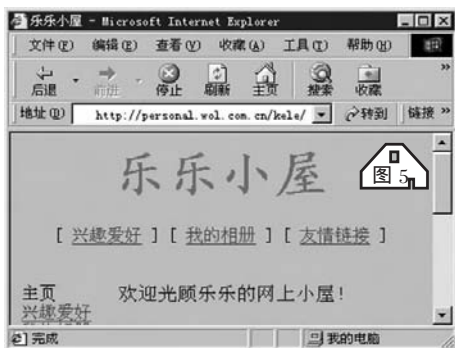 乐乐小屋 - Microsoft Internet Explorer
文件(F) 编辑(E) 查看(V) 收藏(A) 工具(T) 帮助(H)
后退 前进 停止 刷新 主页 搜索 收藏 »
地址(D) http://personal.wol.com.cn/kele/ 转到 链接 »
乐乐小屋
图 5
[ 兴趣爱好 ] [ 我的相册 ] [ 友情链接 ]
主页 欢迎光顾乐乐的网上小屋!
兴趣爱好
完成 我的电脑